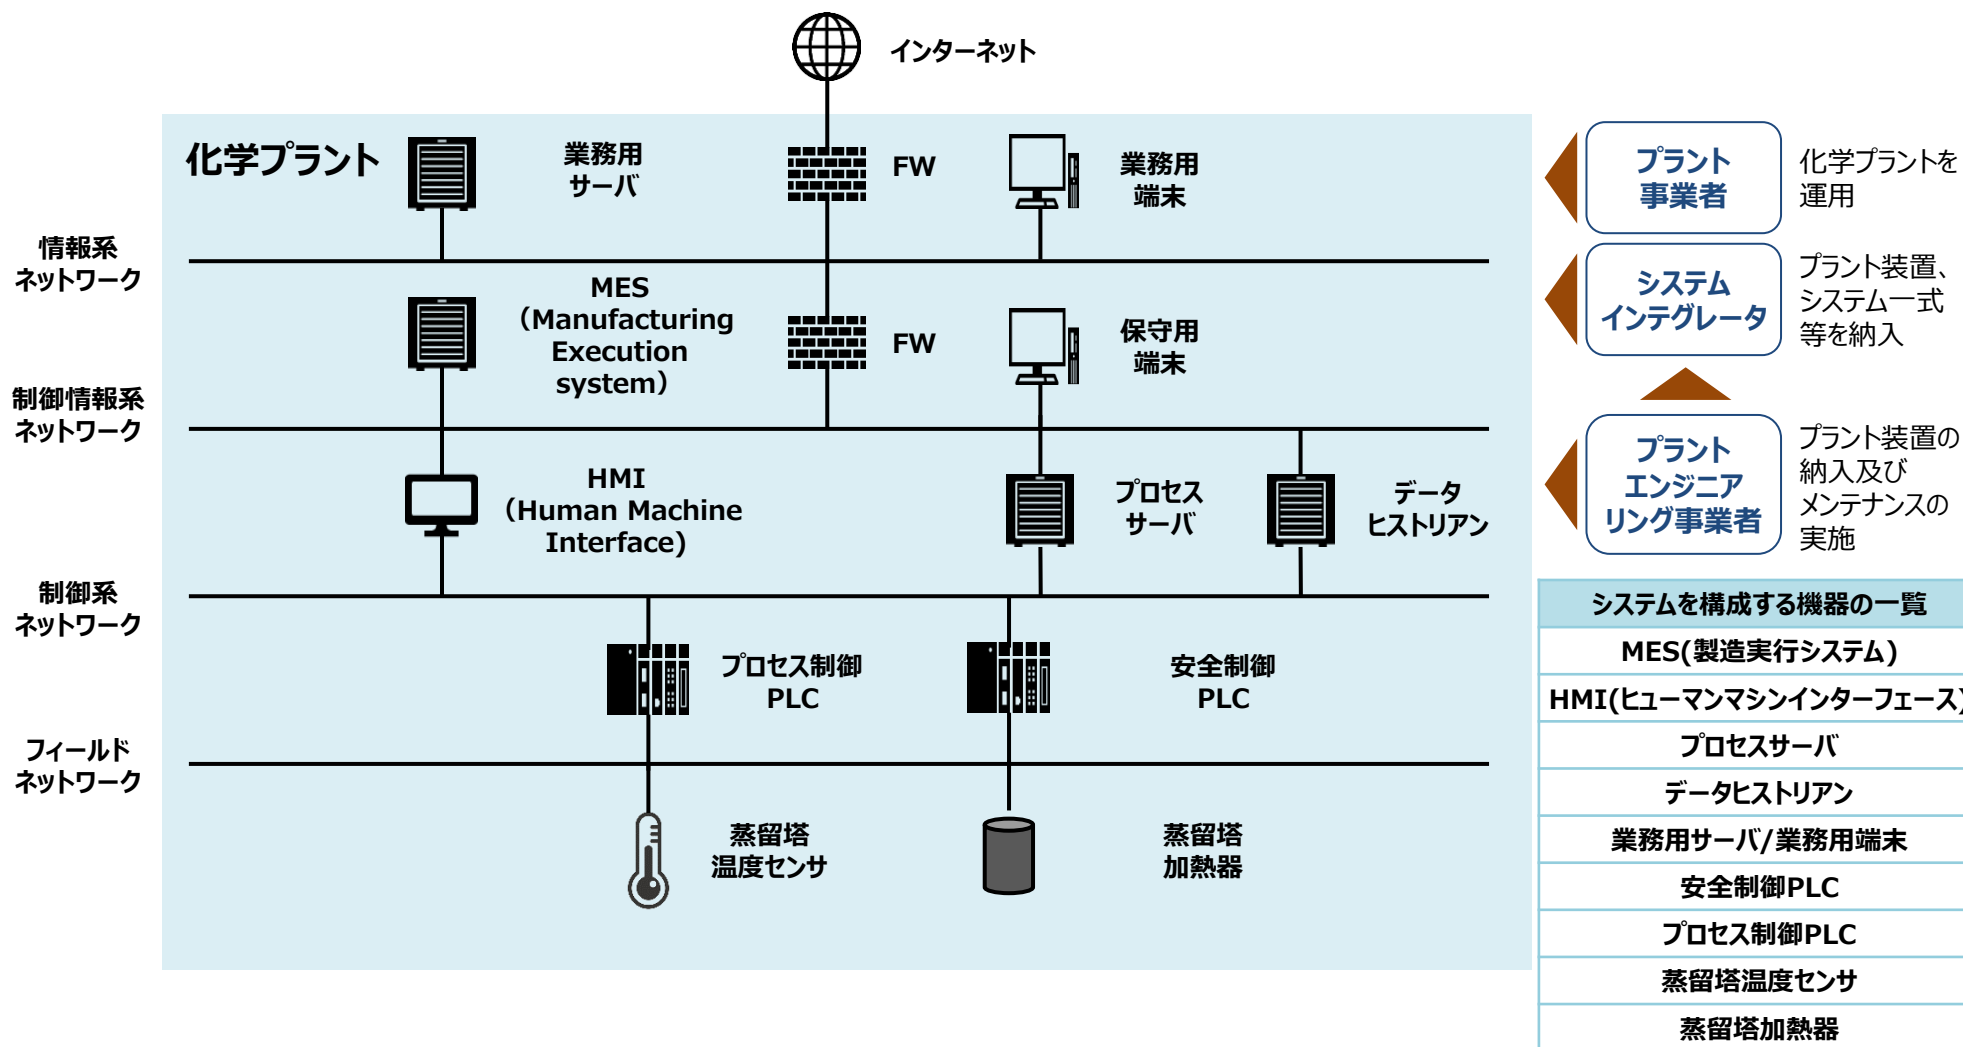 インターネット
化学プラント
業務用
サーバ
FW
業務用
端末
情報系
ネットワーク
MES
（Manufacturing
Execution
system）
FW
保守用
端末
制御情報系
ネットワーク
HMI
（Human Machine
Interface)
プロセス
サーバ
データ
ヒストリアン
制御系
ネットワーク
プロセス制御
PLC
安全制御
PLC
フィールド
ネットワーク
蒸留塔
温度センサ
蒸留塔
加熱器
プラント
事業者
化学プラントを
運用
システム
インテグレータ
プラント装置、
システム一式
等を納入
プラント
エンジニア
リング事業者
プラント装置の
納入及び
メンテナンスの
実施
システムを構成する機器の一覧
MES(製造実行システム)
HMI(ヒューマンマシンインターフェース)
プロセスサーバ
データヒストリアン
業務用サーバ/業務用端末
安全制御PLC
プロセス制御PLC
蒸留塔温度センサ
蒸留塔加熱器